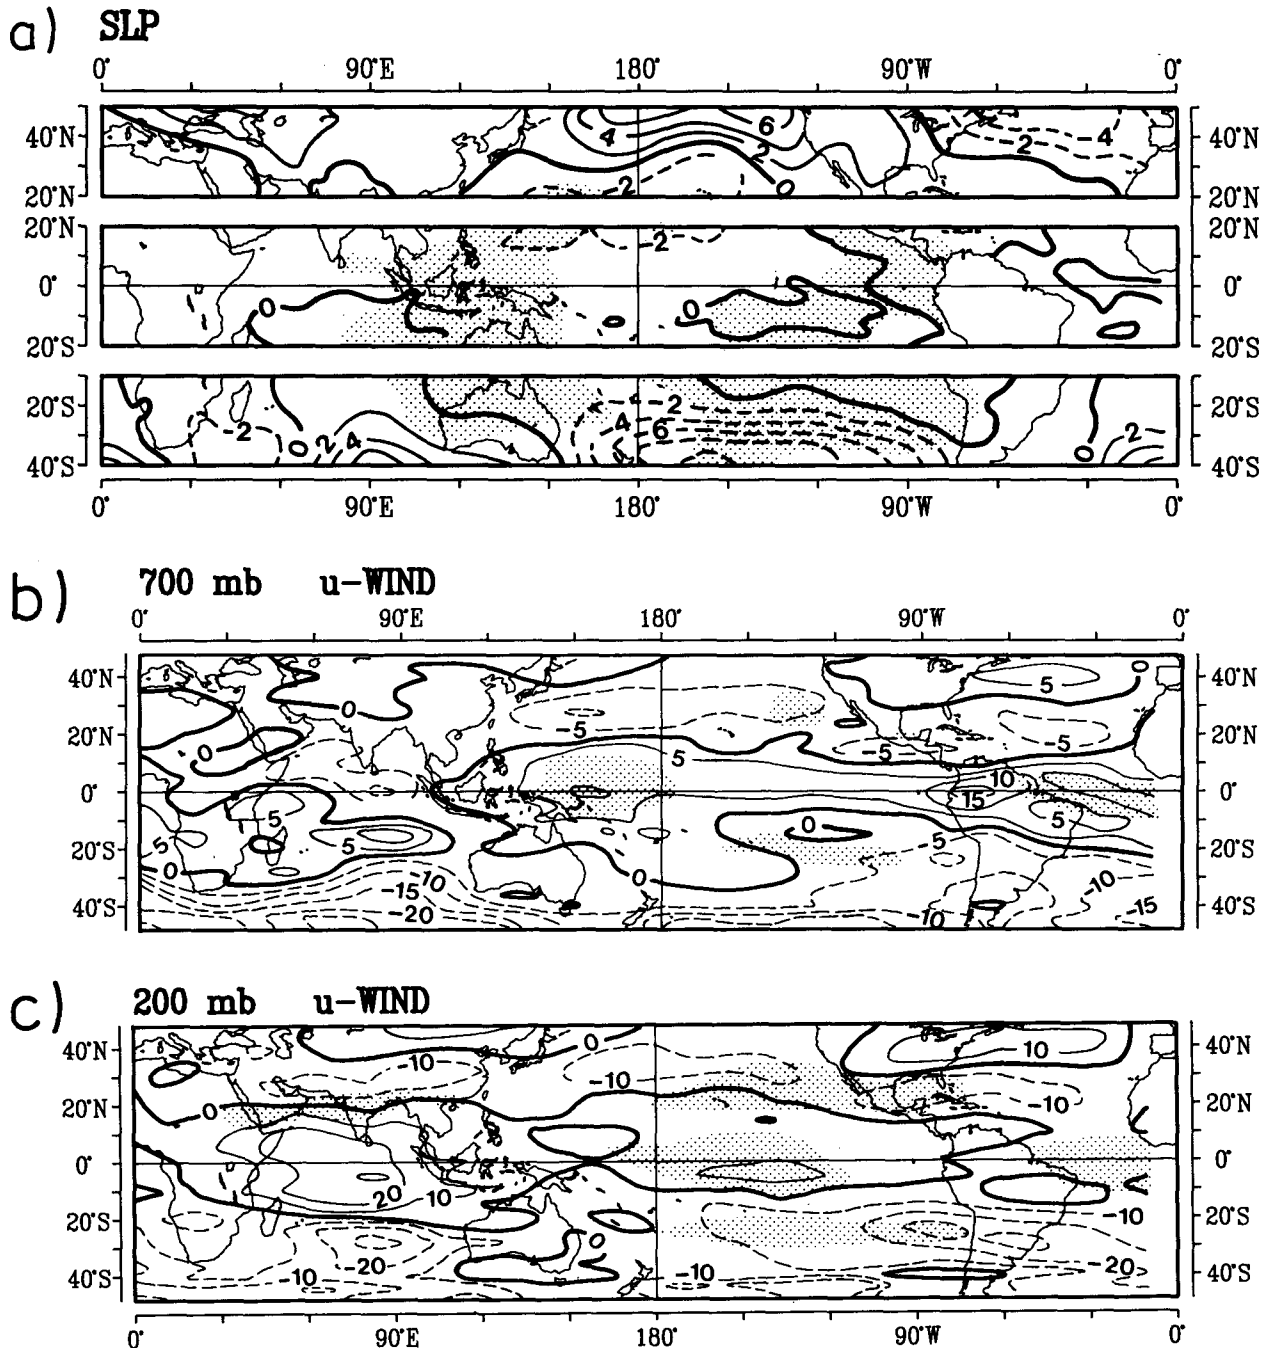 a) SLP
0° 90°E 180° 90°W 0°
40°N 4 6 2 -4 2 40°N
20°N 2 0 20°N
20°N -2 20°N
0° 0 0 0°
20°S 20°S
20°S -2 0 2 4 4 2 6 0 2 20°S
40°S 40°S
0° 90°E 180° 90°W 0°
b) 700 mb u-WIND
0° 90°E 180° 90°W 0°
40°N 0 5 0 40°N
20°N 0 -5 5 -5 -5 20°N
0° 5 10 15 0°
20°S 5 5 0 -5 5 20°S
40°S 0 -10 -15 -20 0 -10 -10 -15 40°S
c) 200 mb u-WIND
40°N -10 0 -10 10 40°N
20°N 0 -10 20°N
0° 20 10 0°
20°S -20 0 -10 20°S
40°S -10 -10 -20 40°S
0° 90°E 180° 90°W 0°